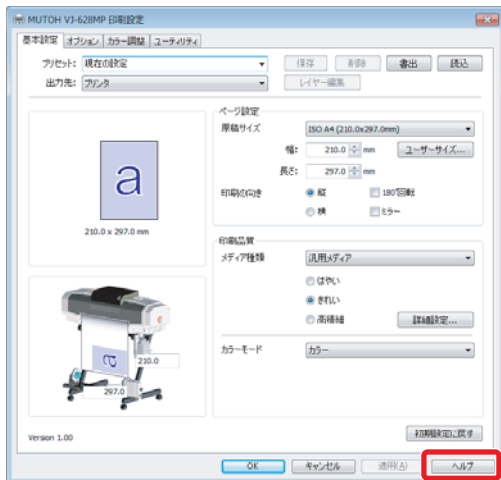 MUTOH VJ-628MP 印刷設定
基本設定 オプション カラー調整 ユーティリティ
プリセット: 現在の設定 保存 削除 書出 読込
出力先: プリンタ レイヤー編集
a
210.0 x 297.0 mm
ページ設定
原稿サイズ ISO A4 (210.0x297.0mm)
幅: 210.0 mm ユーザーサイズ...
長さ: 297.0 mm
印刷の向き 縦 180°回転
横 ミラー
印刷品質
メディア種類 汎用メディア
はやい
きれい
高精細 詳細設定...
カラーモード カラー
a
210.0
297.0
Version 1.00
初期設定に戻す
OK キャンセル 適用(A) ヘルプ